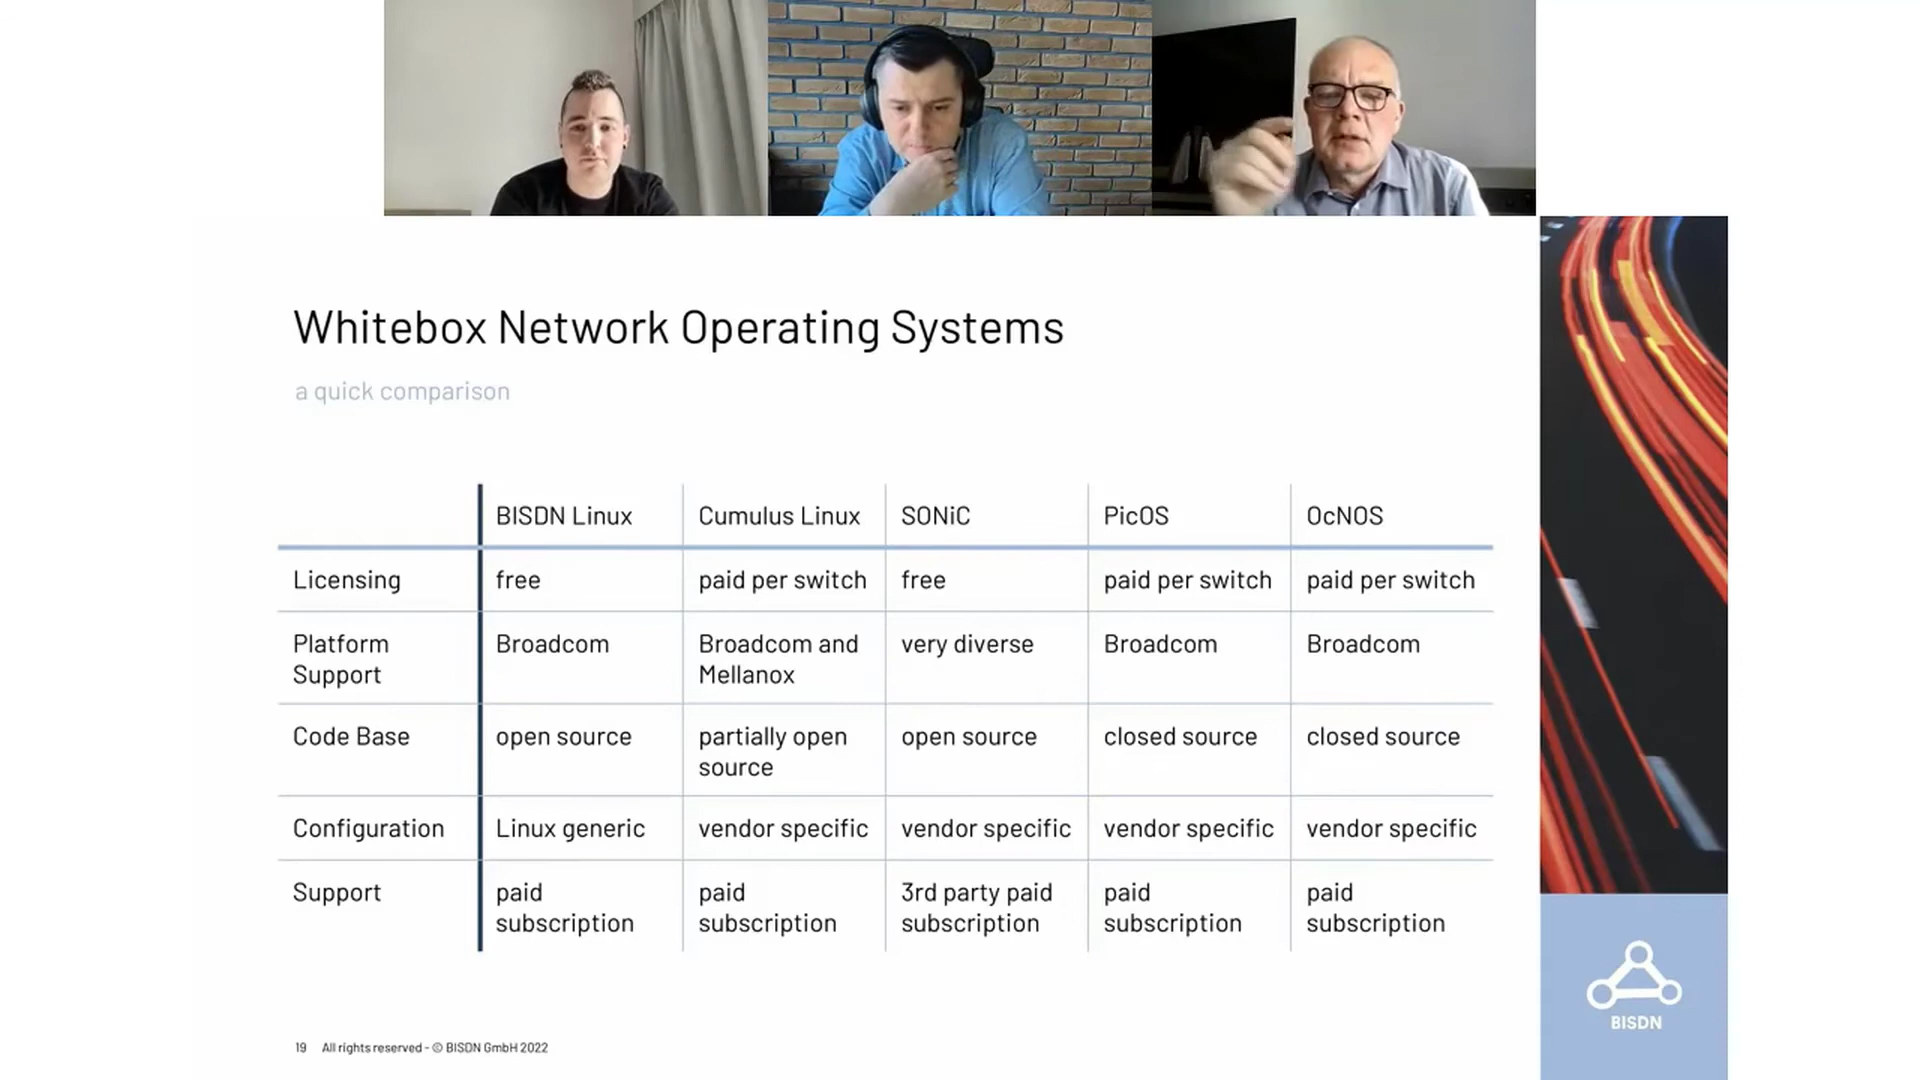 Whitebox Network Operating Systems
a quick comparison
BISDN Linux Cumulus Linux SONiC PicOS OcNOS
Licensing free paid per switch free paid per switch paid per switch
Platform Support Broadcom Broadcom and Mellanox very diverse Broadcom Broadcom
Code Base open source partially open source open source closed source closed source
Configuration Linux generic vendor specific vendor specific vendor specific vendor specific
Support paid subscription paid subscription 3rd party paid subscription paid subscription paid subscription
19 All rights reserved - © BISDN GmbH 2022
BISDN